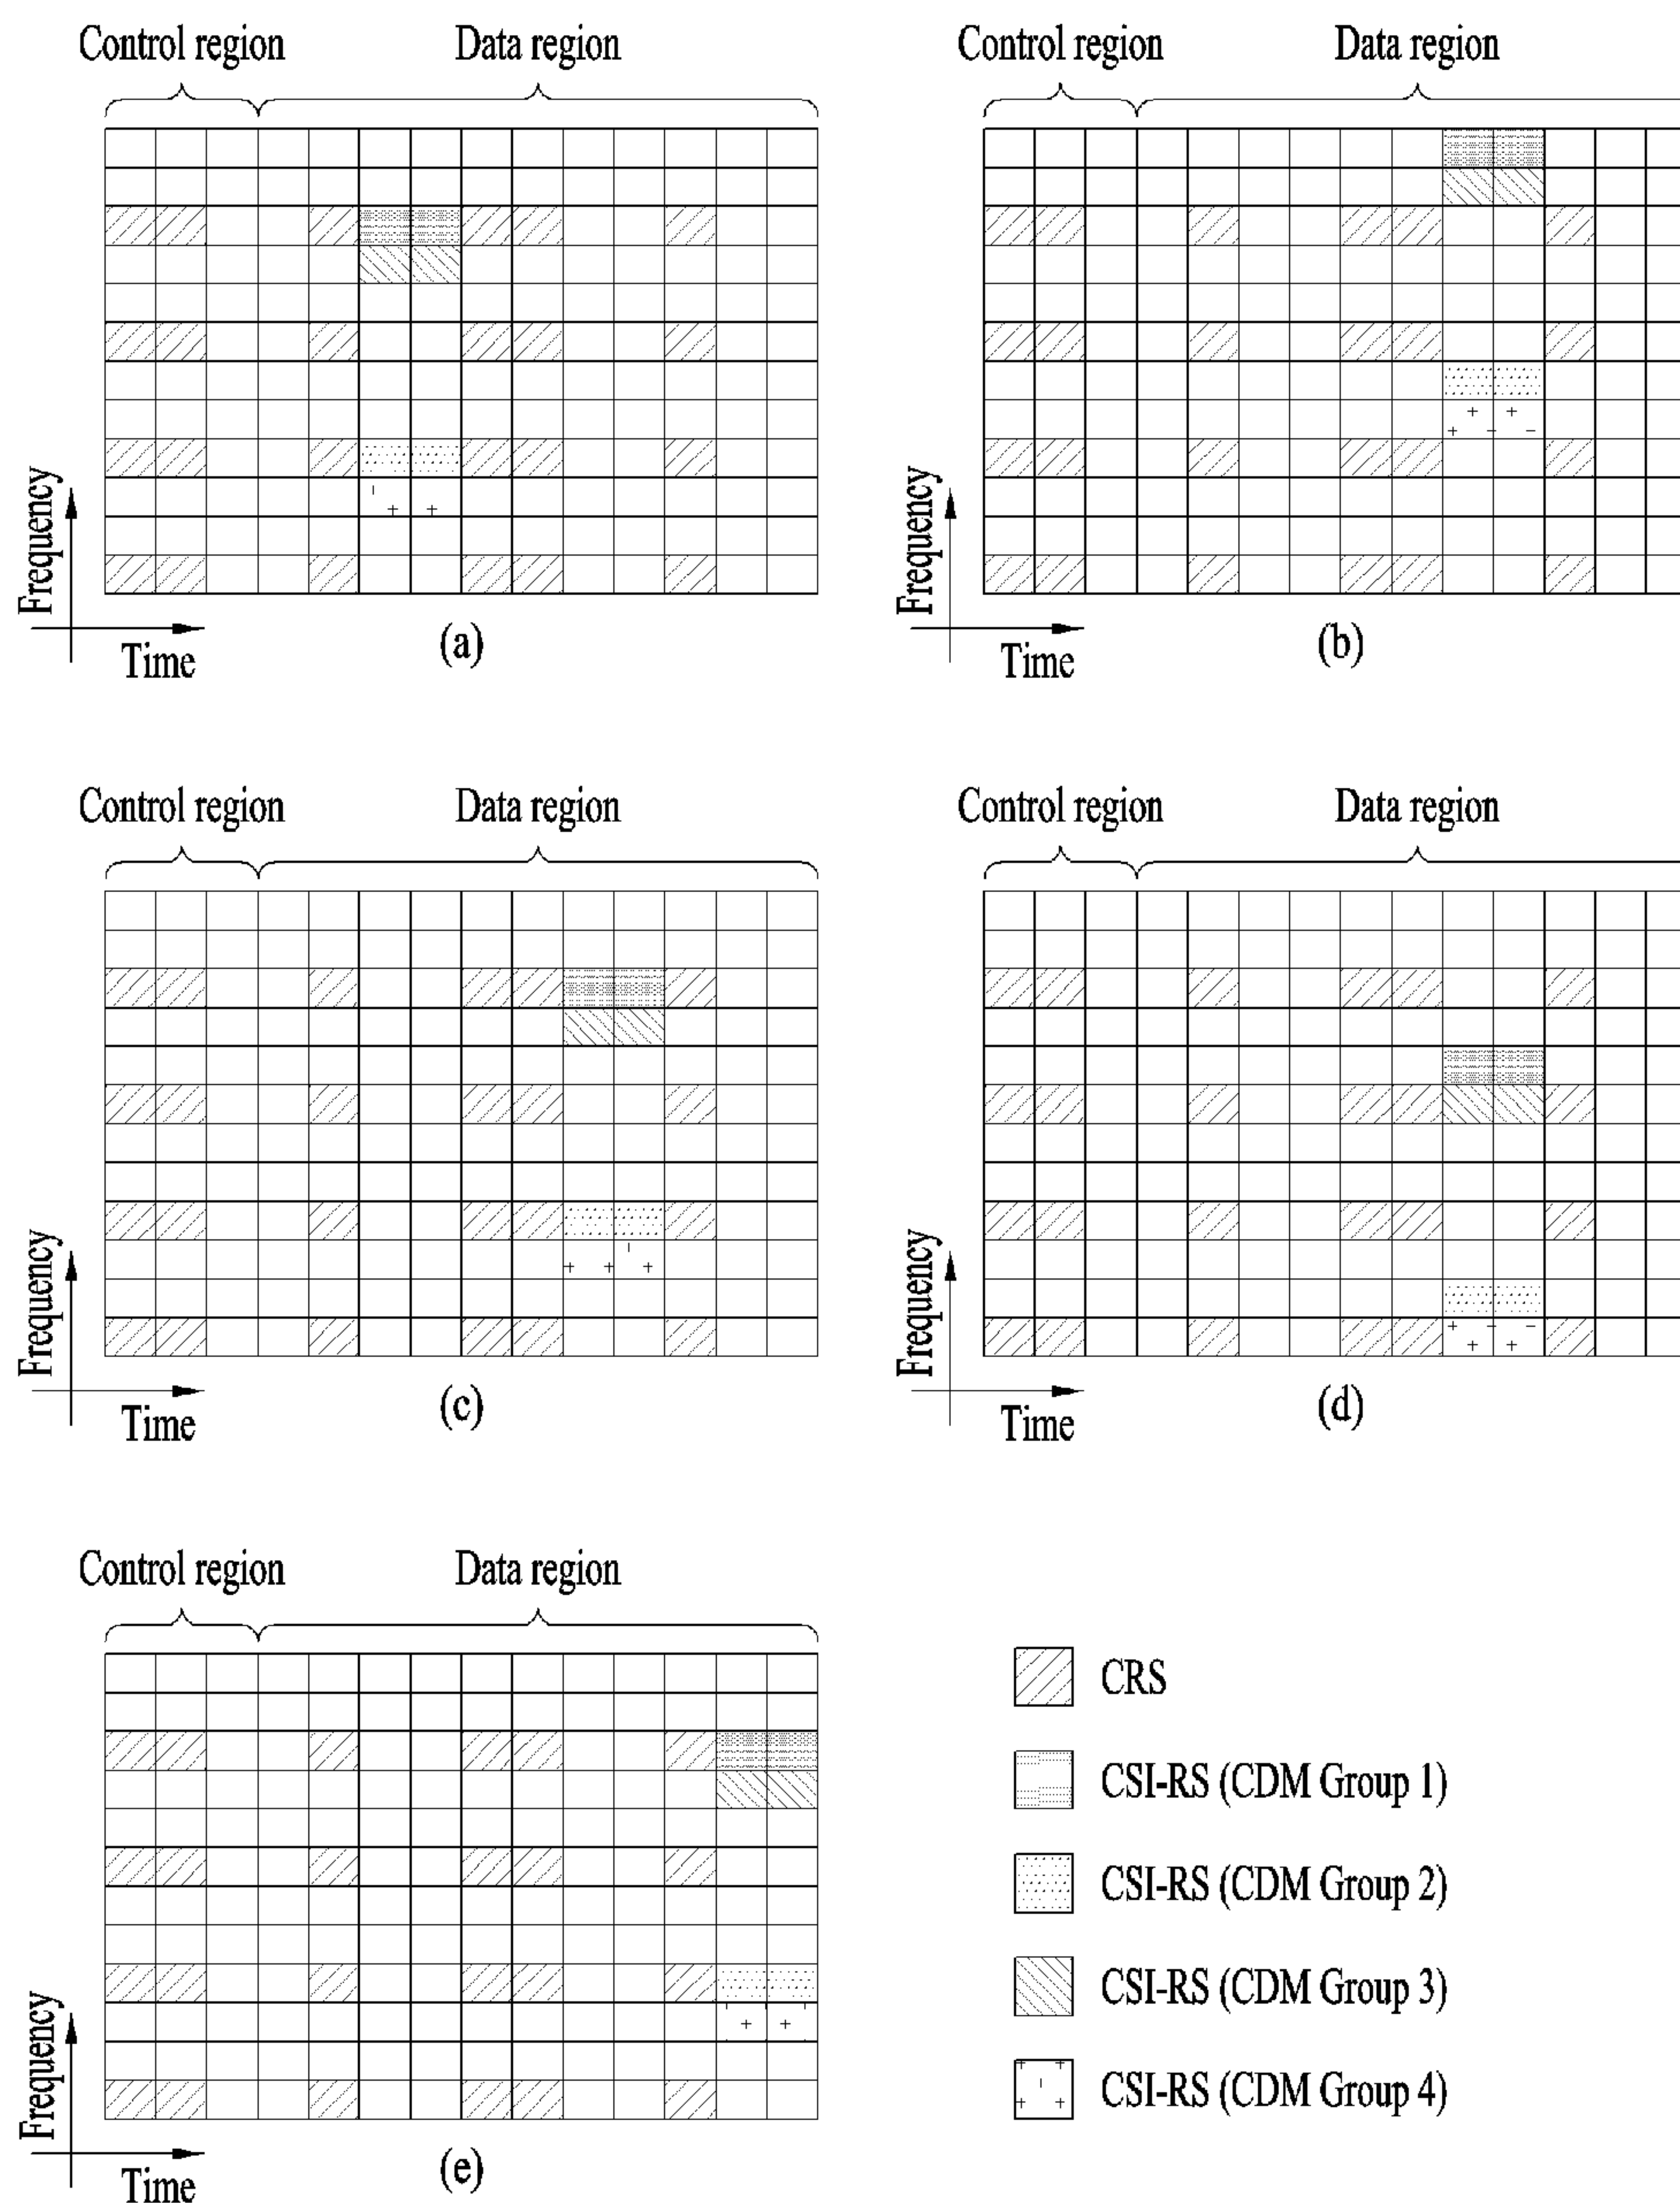 Control region Data region
Frequency
Time
(a)
Control region Data region
Frequency
Time
(b)
Control region Data region
Frequency
Time
(c)
Control region Data region
Frequency
Time
(d)
Control region Data region
Frequency
Time
(e)
CRS
CSI-RS (CDM Group 1)
CSI-RS (CDM Group 2)
CSI-RS (CDM Group 3)
CSI-RS (CDM Group 4)